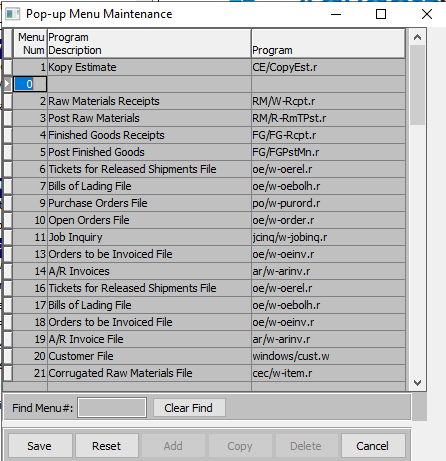 Pop-up Menu Maintenance
Menu Num Program Description Program
1 Kopy Estimate CE/CopyEst.r
0
2 Raw Materials Receipts RM/W-Rcpt.r
3 Post Raw Materials RM/R-RmTPst.r
4 Finished Goods Receipts FG/FG-Rcpt.r
5 Post Finished Goods FG/FGPstMn.r
6 Tickets for Released Shipments File oe/w-oerel.r
7 Bills of Lading File oe/w-oebolh.r
9 Purchase Orders File po/w-purord.r
10 Open Orders File oe/w-order.r
11 Job Inquiry jcinq/w-jobinq.r
13 Orders to be Invoiced File oe/w-oeinv.r
14 A/R Invoices ar/w-arinv.r
16 Tickets for Released Shipments File oe/w-oerel.r
17 Bills of Lading File oe/w-oebolh.r
18 Orders to be Invoiced File oe/w-oeinv.r
19 A/R Invoice File ar/w-arinv.r
20 Customer File windows/cust.w
21 Corrugated Raw Materials File cec/w-item.r
Find Menu#: Clear Find
Save Reset Add Copy Delete Cancel